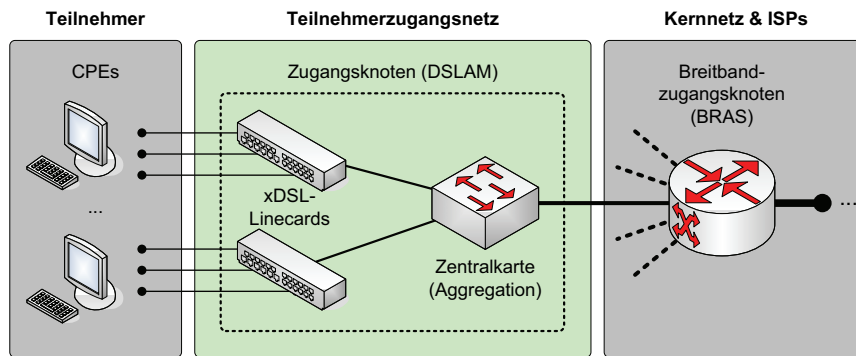 Teilnehmer
Teilnehmerzugangsnetz
Kernnetz & ISPs
CPEs
...
Zugangsknoten (DSLAM)
xDSL-
Linecards
Zentralkarte
(Aggregation)
Breitband-
zugangsknoten
(BRAS)
...